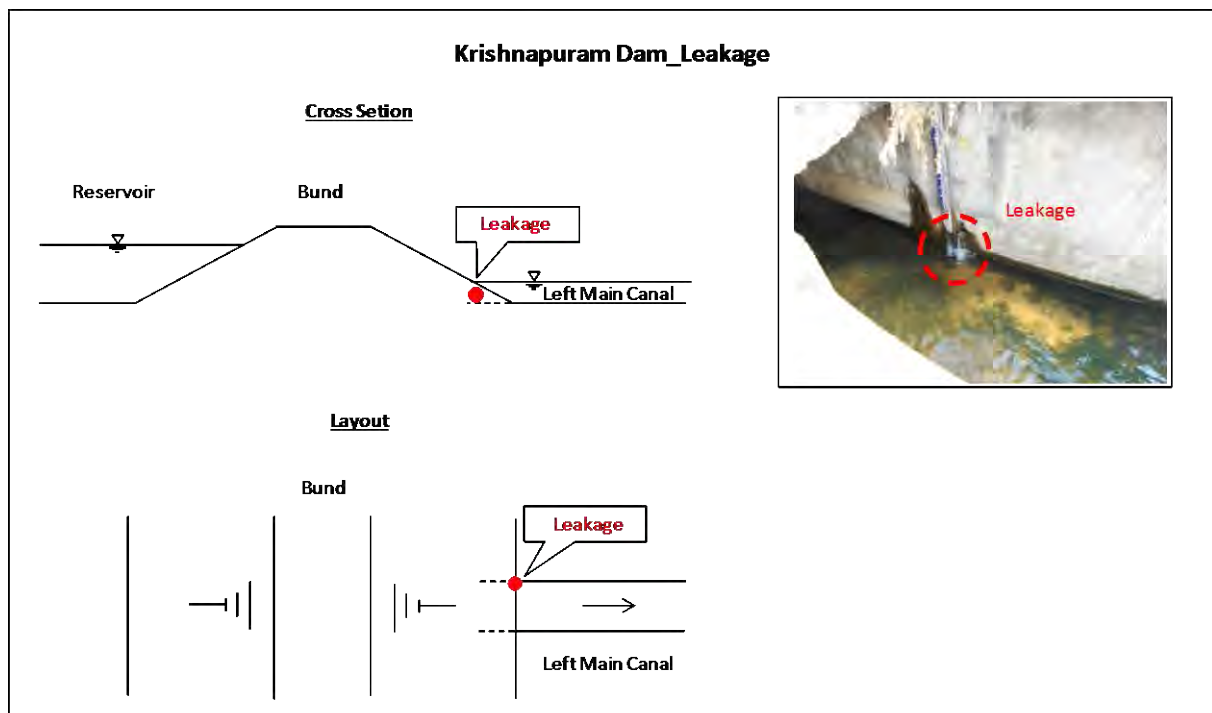 Krishnapuram Dam_Leakage
Cross Setion
Reservoir
Bund
Leakage
Left Main Canal
Leakage
Layout
Bund
Leakage
Left Main Canal